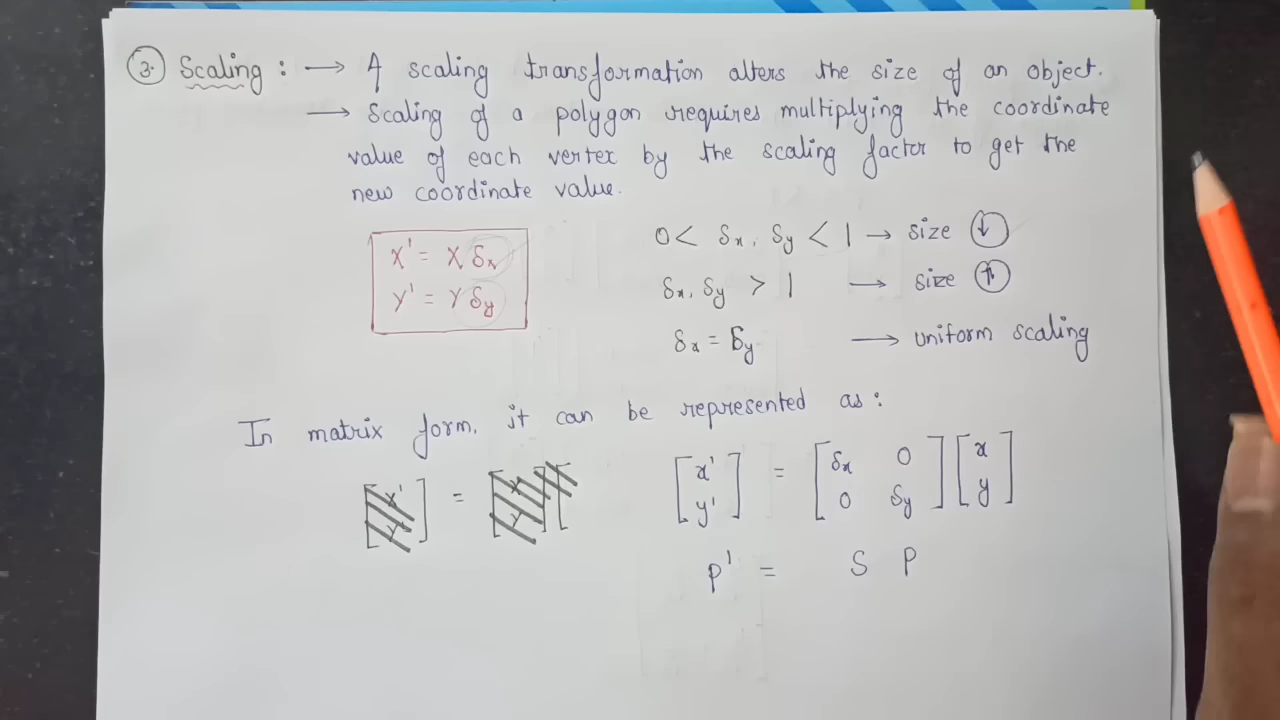 3. Scaling : → A scaling transformation alters the size of an object.
→ Scaling of a polygon requires multiplying the coordinate
value of each vertex by the scaling factor to get the
new coordinate value.
X' = X Sx
Y' = Y Sy
0 < Sx, Sy < 1 → size ↓
Sx, Sy > 1 → size ↑
Sx = Sy → uniform scaling
In matrix form, it can be represented as :
[x' y'] = [Sx 0 0 Sy] [x y]
P' = S P